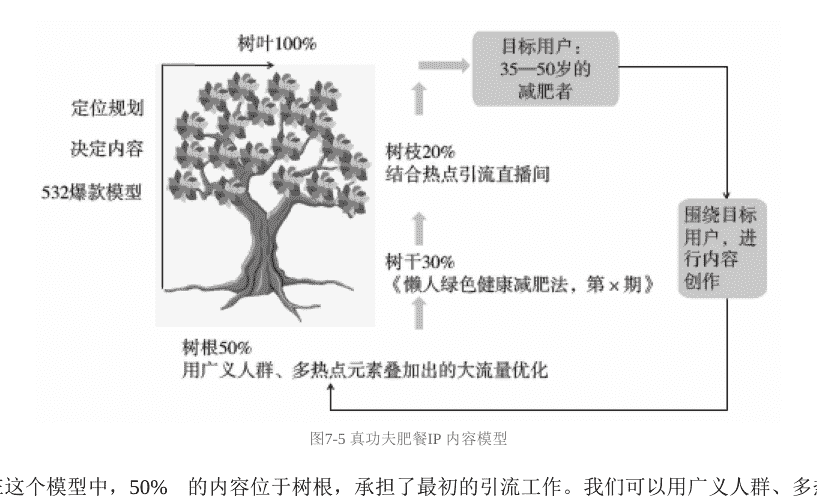 树叶100%
目标用户：
35—50岁的
减肥者
定位规划
决定内容
532爆款模型
树枝20%
结合热点引流直播间
围绕目标
用户，进
行内容
创作
树干30%
《懒人绿色健康减肥法，第×期》
树根50%
用广义人群、多热点元素叠加出的大流量优化
图7-5 真功夫肥餐IP 内容模型
这个模型中，50% 的内容位于树根，承担了最初的引流工作。我们可以用广义人群、多